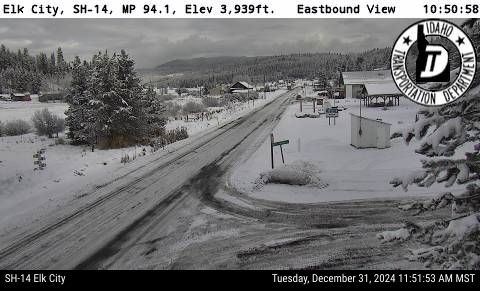 Elk City, SH-14, MP 94.1, Elev 3,939ft. Eastbound View 10:50:58
IDAHO
TRANSPORTATION DEPARTMENT
SH-14 Elk City Tuesday, December 31, 2024 11:51:53 AM MST